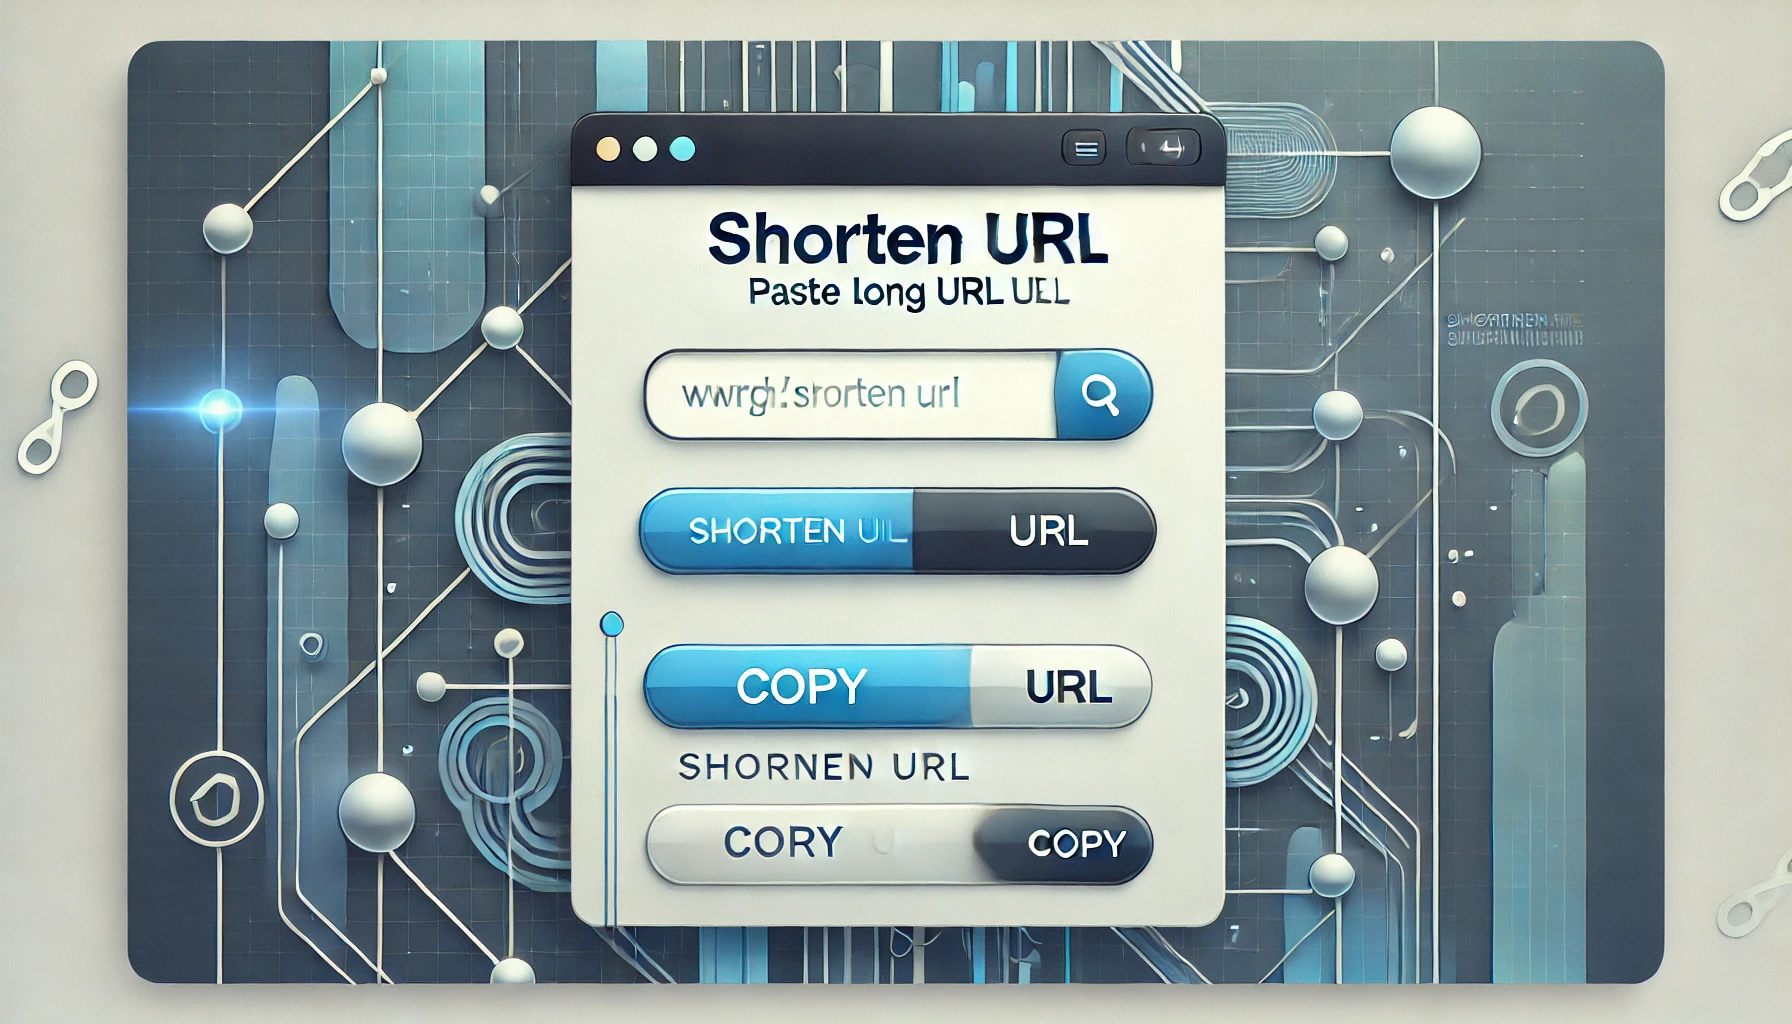 Shorten URL
Paste long URL UEL
wwrgh!srorten url
SHORTEN UIL URL
COPY URL
SHORNEN URL
CORY COPY